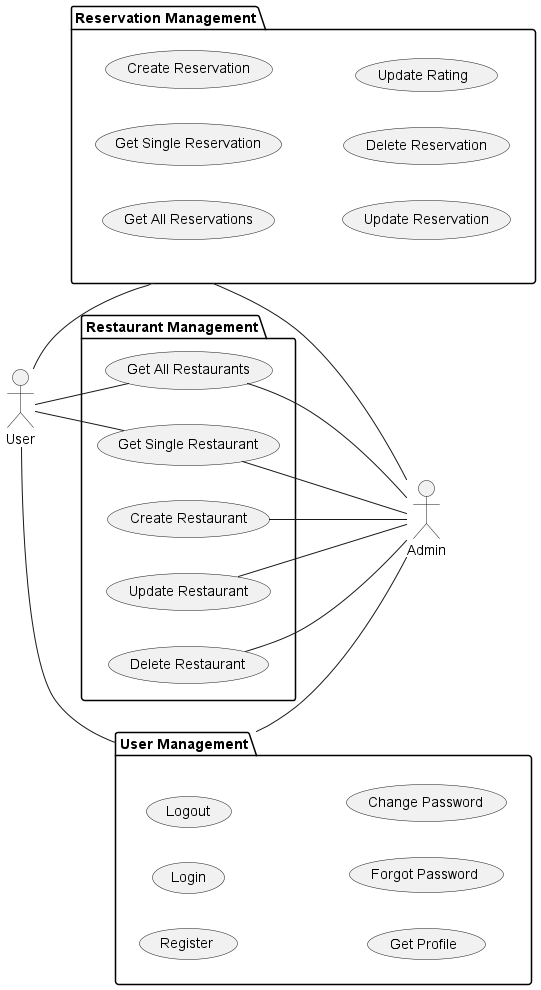 Reservation Management
Create Reservation
Update Rating
Get Single Reservation
Delete Reservation
Get All Reservations
Update Reservation
Restaurant Management
Get All Restaurants
User
Get Single Restaurant
Create Restaurant
Admin
Update Restaurant
Delete Restaurant
User Management
Logout
Change Password
Login
Forgot Password
Register
Get Profile